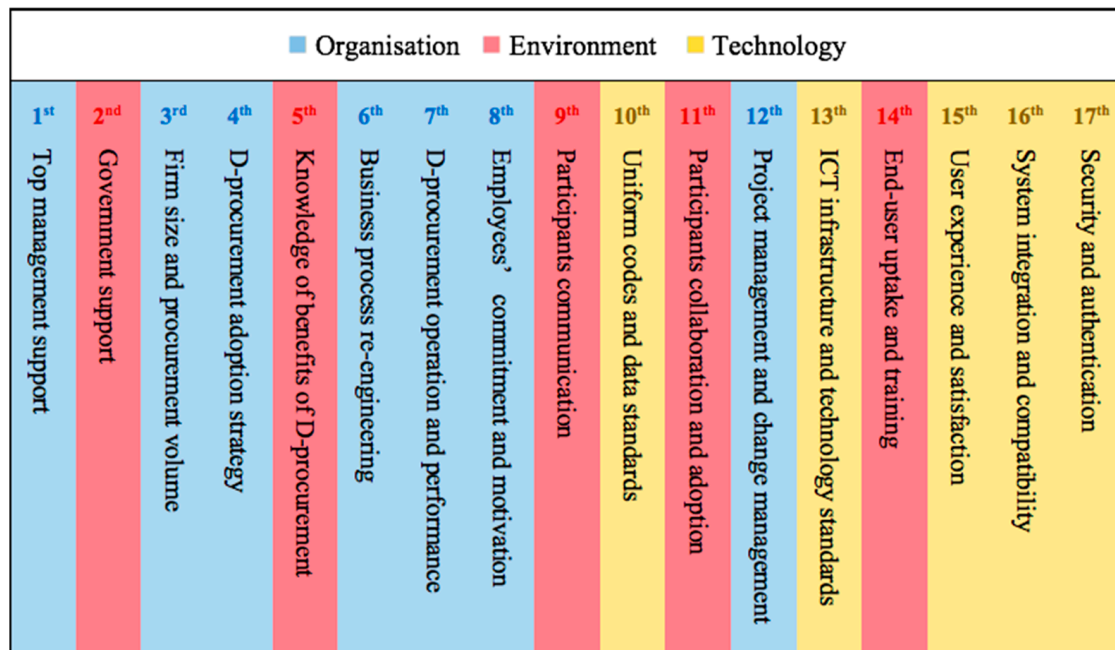 Organisation Environment Technology
1st 2nd 3rd 4th 5th 6th 7th 8th 9th 10th 11th 12th 13th 14th 15th 16th 17th
Top management support
Government support
Firm size and procurement volume
D-procurement adoption strategy
Knowledge of benefits of D-procurement
Business process re-engineering
D-procurement operation and performance
Employees’ commitment and motivation
Participants communication
Uniform codes and data standards
Participants collaboration and adoption
Project management and change management
ICT infrastructure and technology standards
End-user uptake and training
User experience and satisfaction
System integration and compatibility
Security and authentication